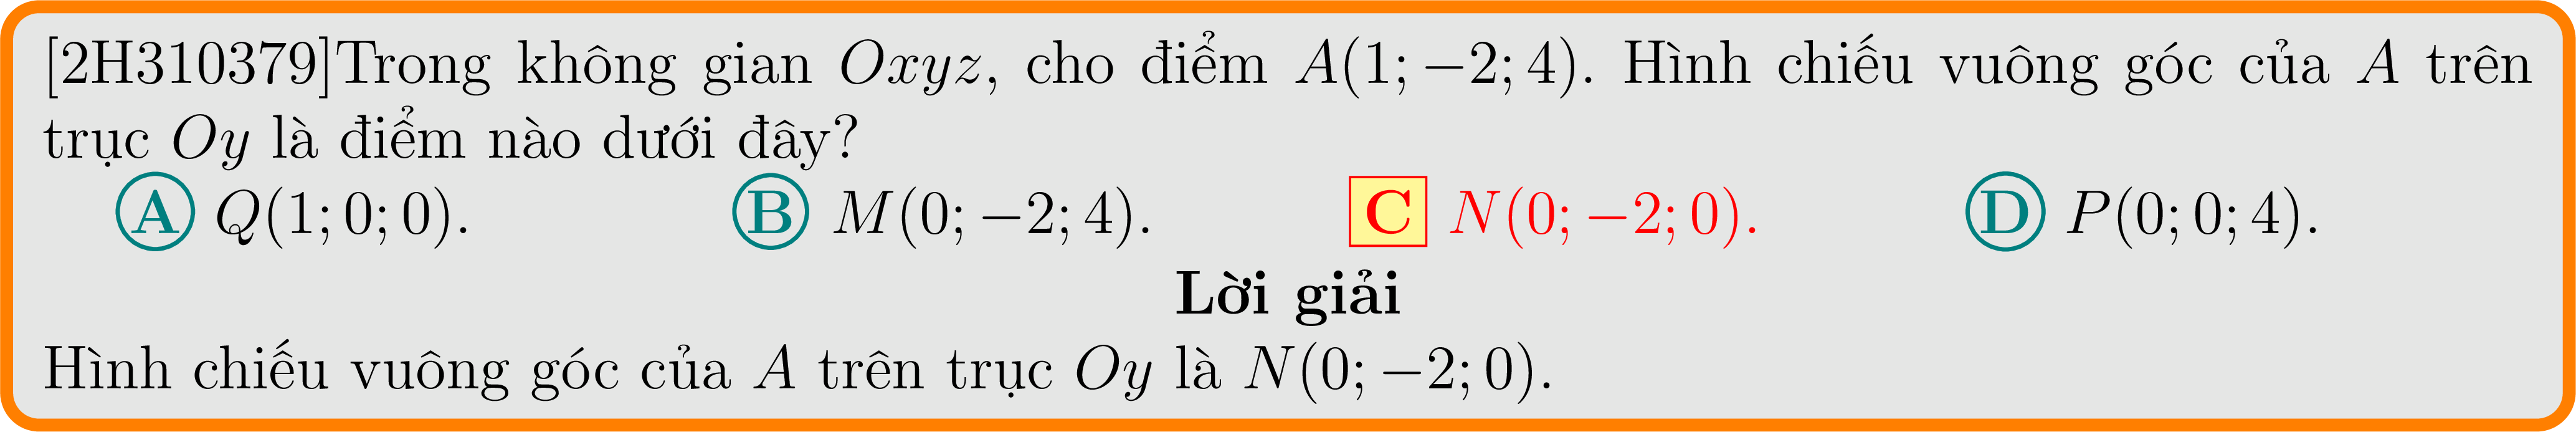 [2H310379]Trong không gian Oxyz, cho điểm A(1; −2; 4). Hình chiếu vuông góc của A trên
trục Oy là điểm nào dưới đây?
A Q(1; 0; 0). B M(0; −2; 4). C N(0; −2; 0). D P(0; 0; 4).
Lời giải
Hình chiếu vuông góc của A trên trục Oy là N(0; −2; 0).